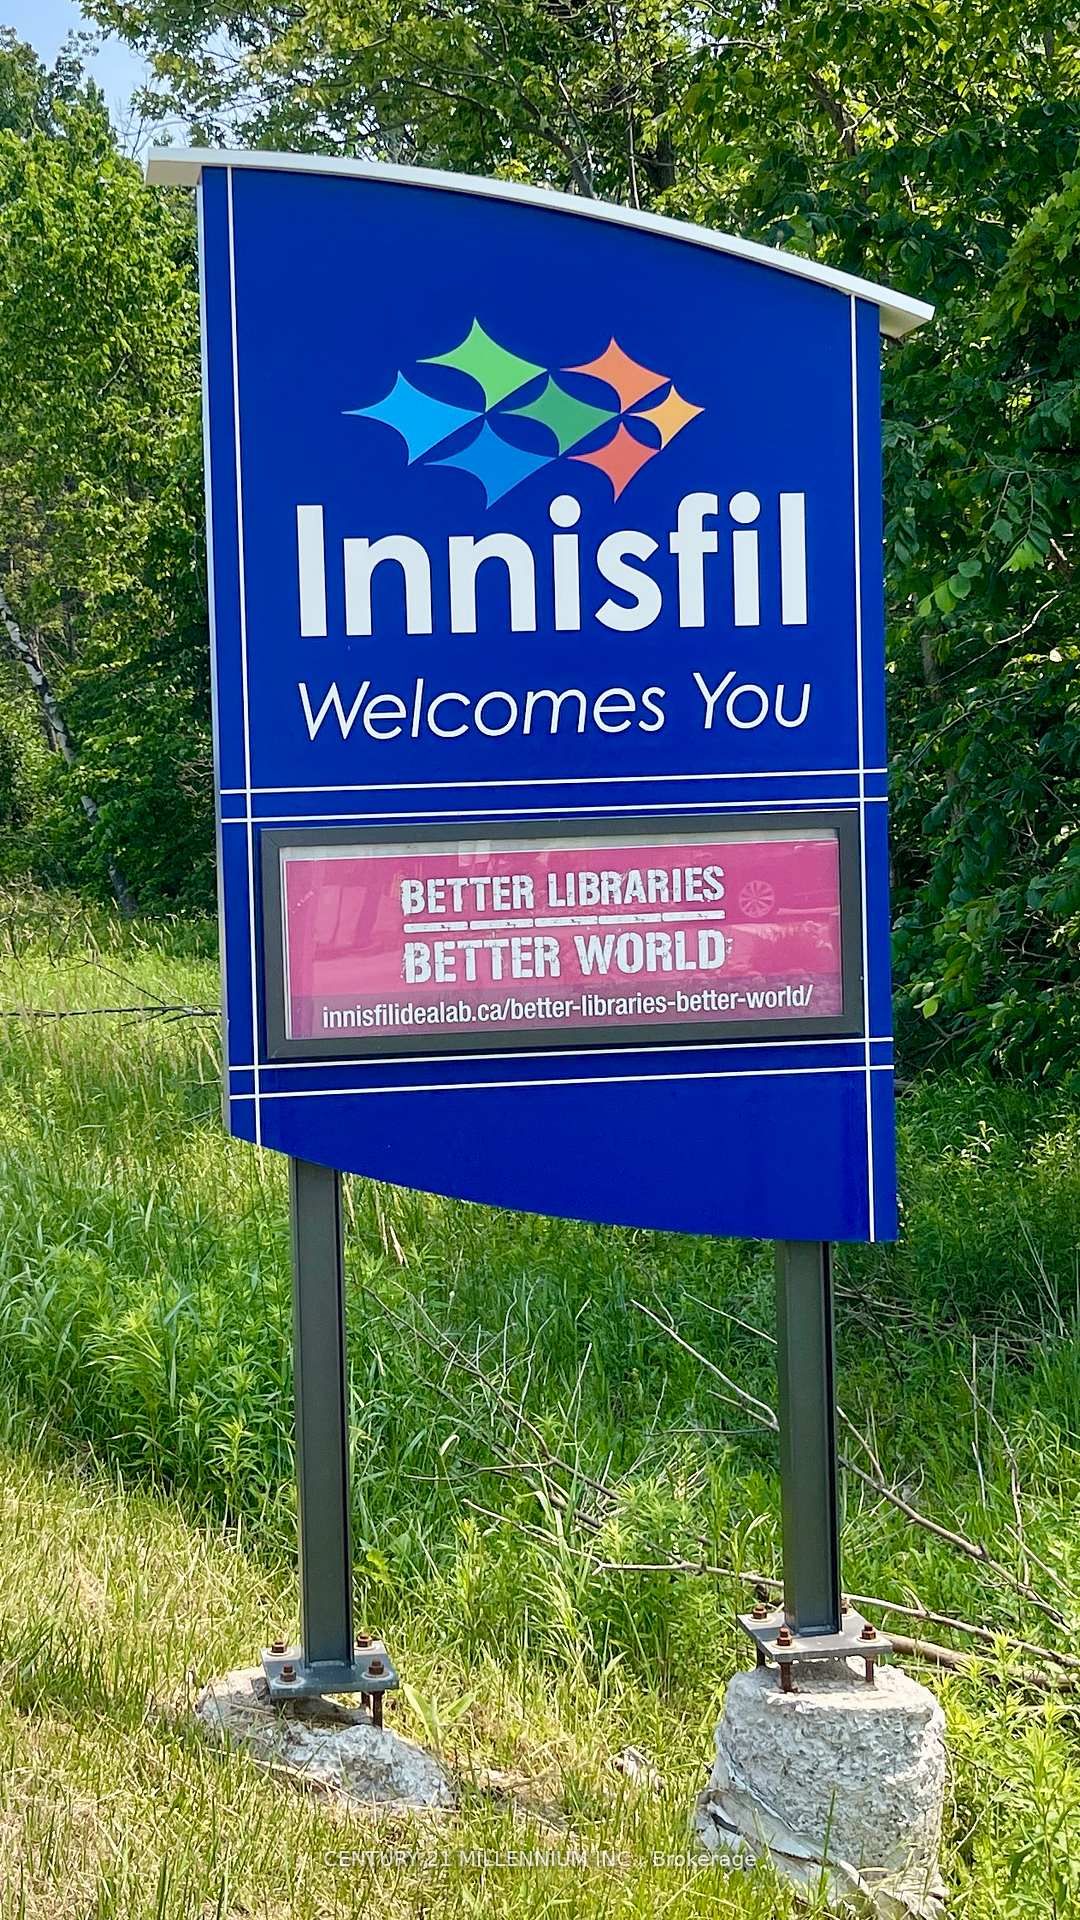 Innisfil
Welcomes You
BETTER LIBRARIES
BETTER WORLD
innisfilidealab.ca/better-libraries-better-world/
CENTURY 21 MILLENNIUM INC., Brokerage